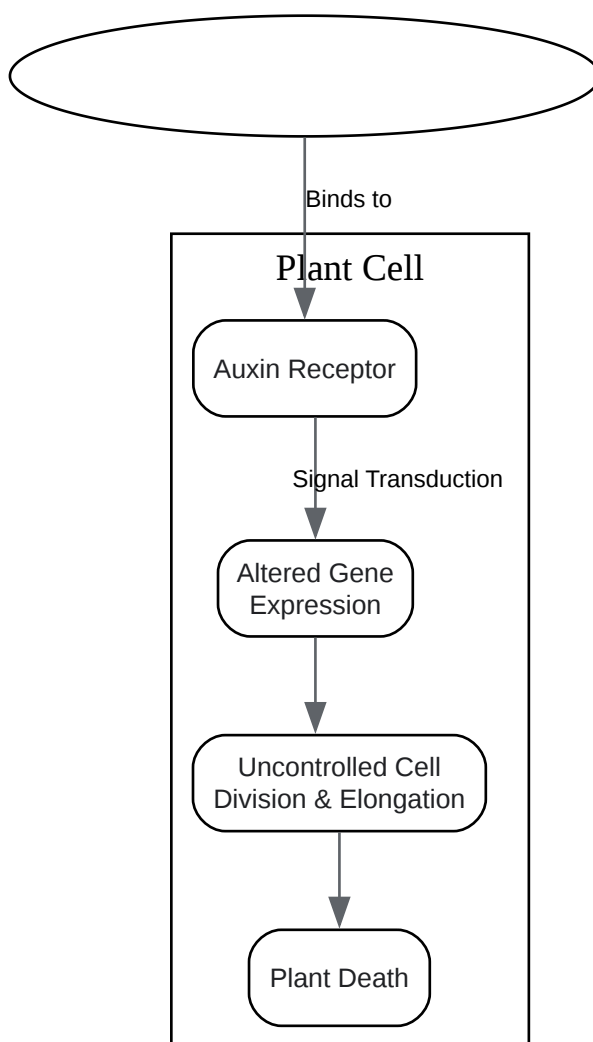 Binds to
Plant Cell
Auxin Receptor
Signal Transduction
Altered Gene
Expression
Uncontrolled Cell
Division & Elongation
Plant Death